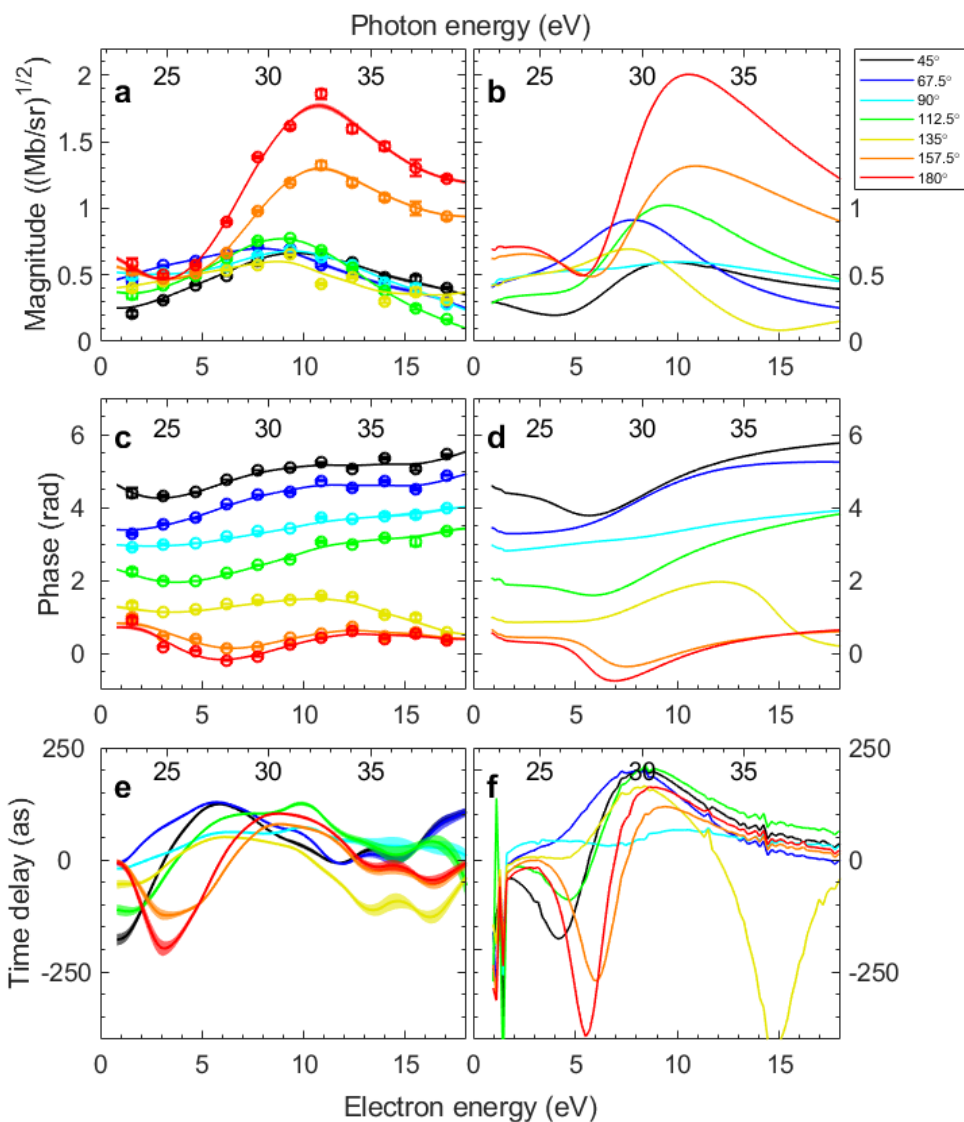 Photon energy (eV)
a
25 30 35
2
1.5
1
0.5
0
0 5 10 15
Magnitude ((Mb/sr)^1/2)
b
25 30 35
1
0
0 5 10 15
45°
67.5°
90°
112.5°
135°
157.5°
180°
c
25 30 35
6
4
2
0
0 5 10 15
Phase (rad)
d
25 30 35
6
4
2
0
0 5 10 15
e
25 30 35
250
0
-250
0 5 10 15
Time delay (as)
f
25 30 35
250
0
-250
0 5 10 15
Electron energy (eV)